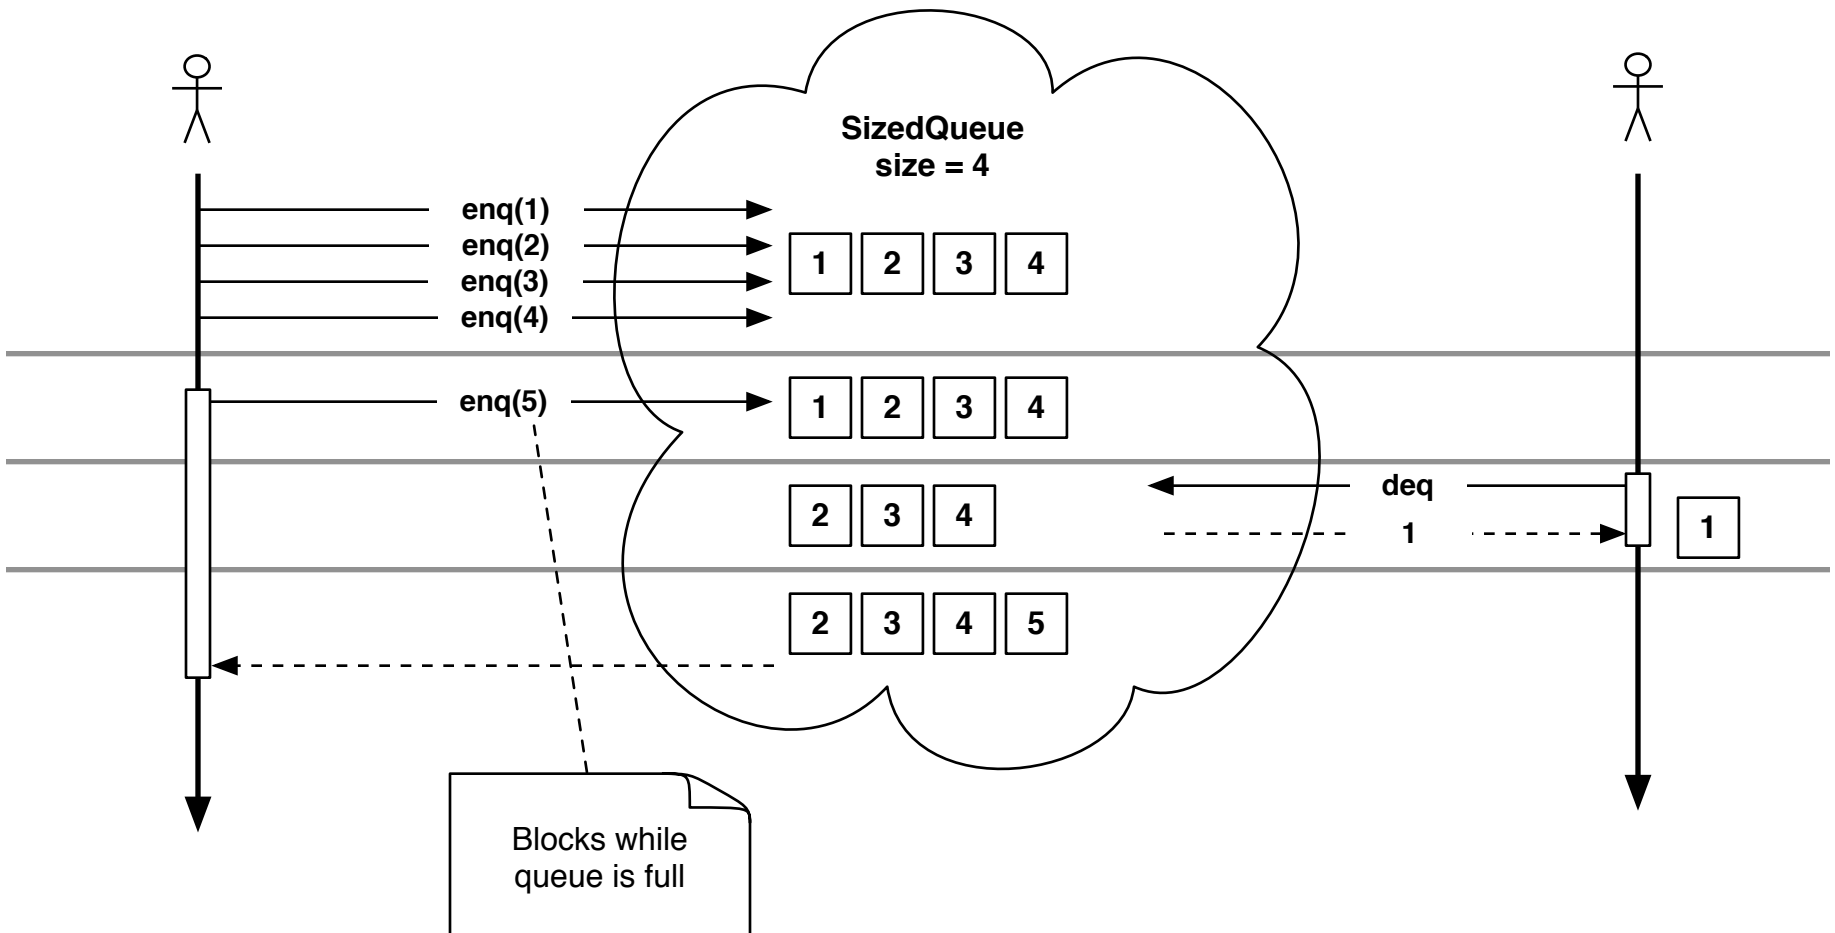 SizedQueue
size = 4
enq(1)
enq(2)
enq(3)
enq(4)
1 2 3 4
enq(5)
1 2 3 4
2 3 4
deq
1
1
2 3 4 5
Blocks while
queue is full